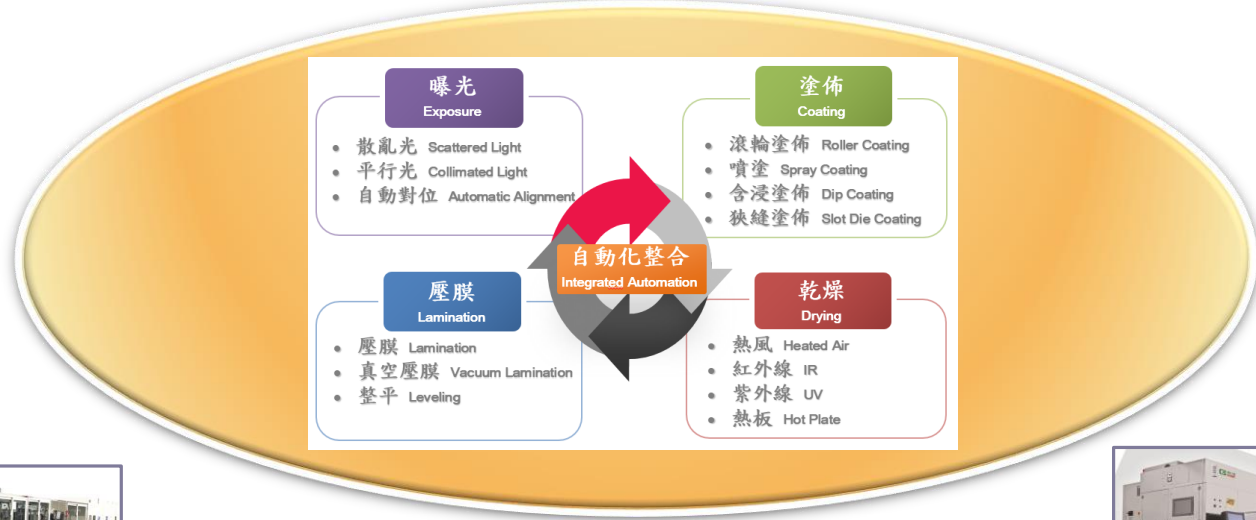 曝光
Exposure
散亂光 Scattered Light
平行光 Collimated Light
自動對位 Automatic Alignment
塗佈
Coating
滾輪塗佈 Roller Coating
噴塗 Spray Coating
含浸塗佈 Dip Coating
狹縫塗佈 Slot Die Coating
自動化整合
Integrated Automation
壓膜
Lamination
壓膜 Lamination
真空壓膜 Vacuum Lamination
整平 Leveling
乾燥
Drying
熱風 Heated Air
紅外線 IR
紫外線 UV
熱板 Hot Plate